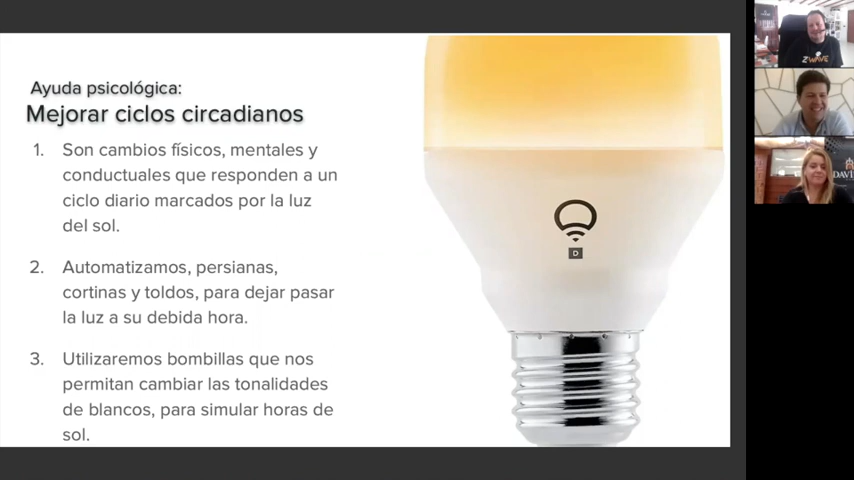 Ayuda psicológica:
Mejorar ciclos circadianos
1. Son cambios físicos, mentales y
conductuales que responden a un
ciclo diario marcados por la luz
del sol.
2. Automatizamos, persianas,
cortinas y toldos, para dejar pasar
la luz a su debida hora.
3. Utilizaremos bombillas que nos
permitan cambiar las tonalidades
de blancos, para simular horas de
sol.
D
Z WAVE
DAVI